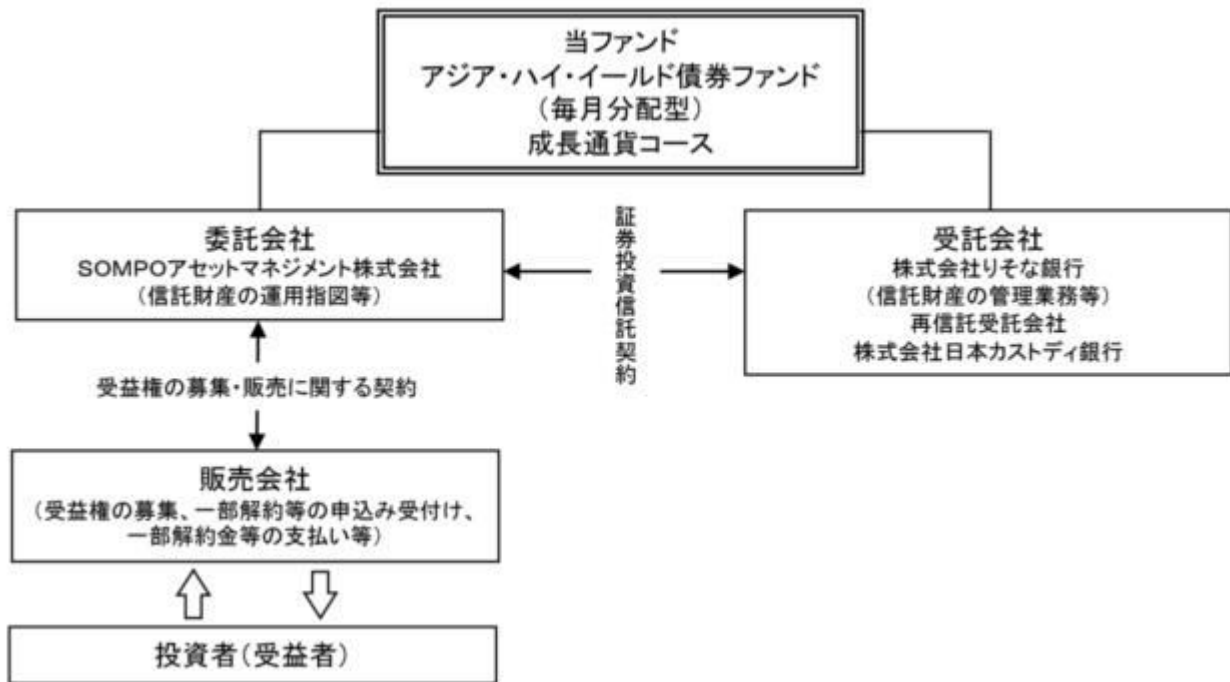 当ファンド
アジア・ハイ・イールド債券ファンド
（毎月分配型）
成長通貨コース
委託会社
SOMPOアセットマネジメント株式会社
（信託財産の運用指図等）
証券投資信託契約
受託会社
株式会社りそな銀行
（信託財産の管理業務等）
再信託受託会社
株式会社日本カストディ銀行
受益権の募集・販売に関する契約
販売会社
（受益権の募集、一部解約等の申込み受付け、
一部解約金等の支払い等）
投資者（受益者）